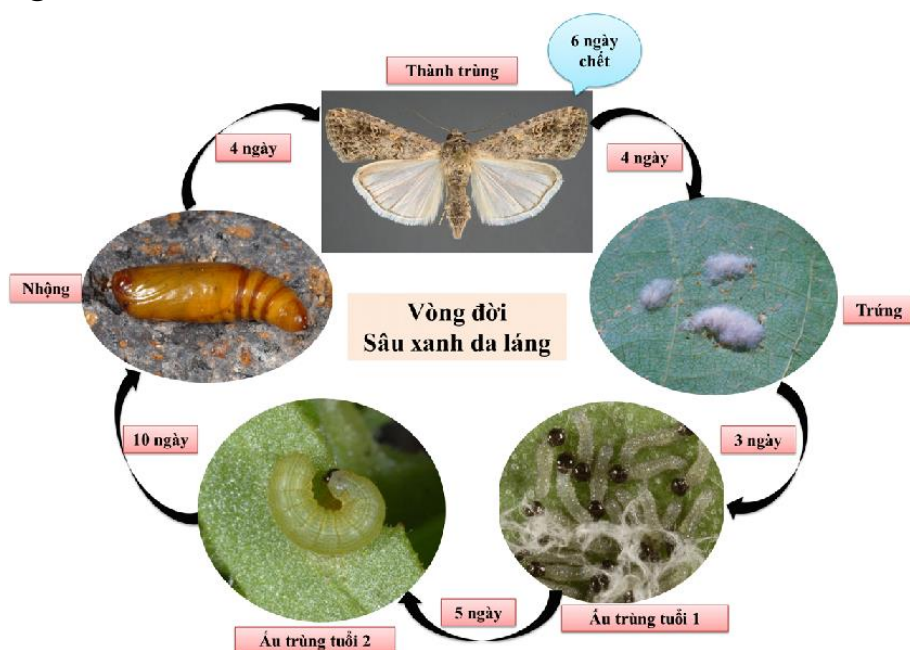 6 ngày
chết
Thành trùng
4 ngày
4 ngày
Nhộng
Vòng đời
Sâu xanh da láng
Trứng
10 ngày
3 ngày
5 ngày
Ấu trùng tuổi 1
Ấu trùng tuổi 2